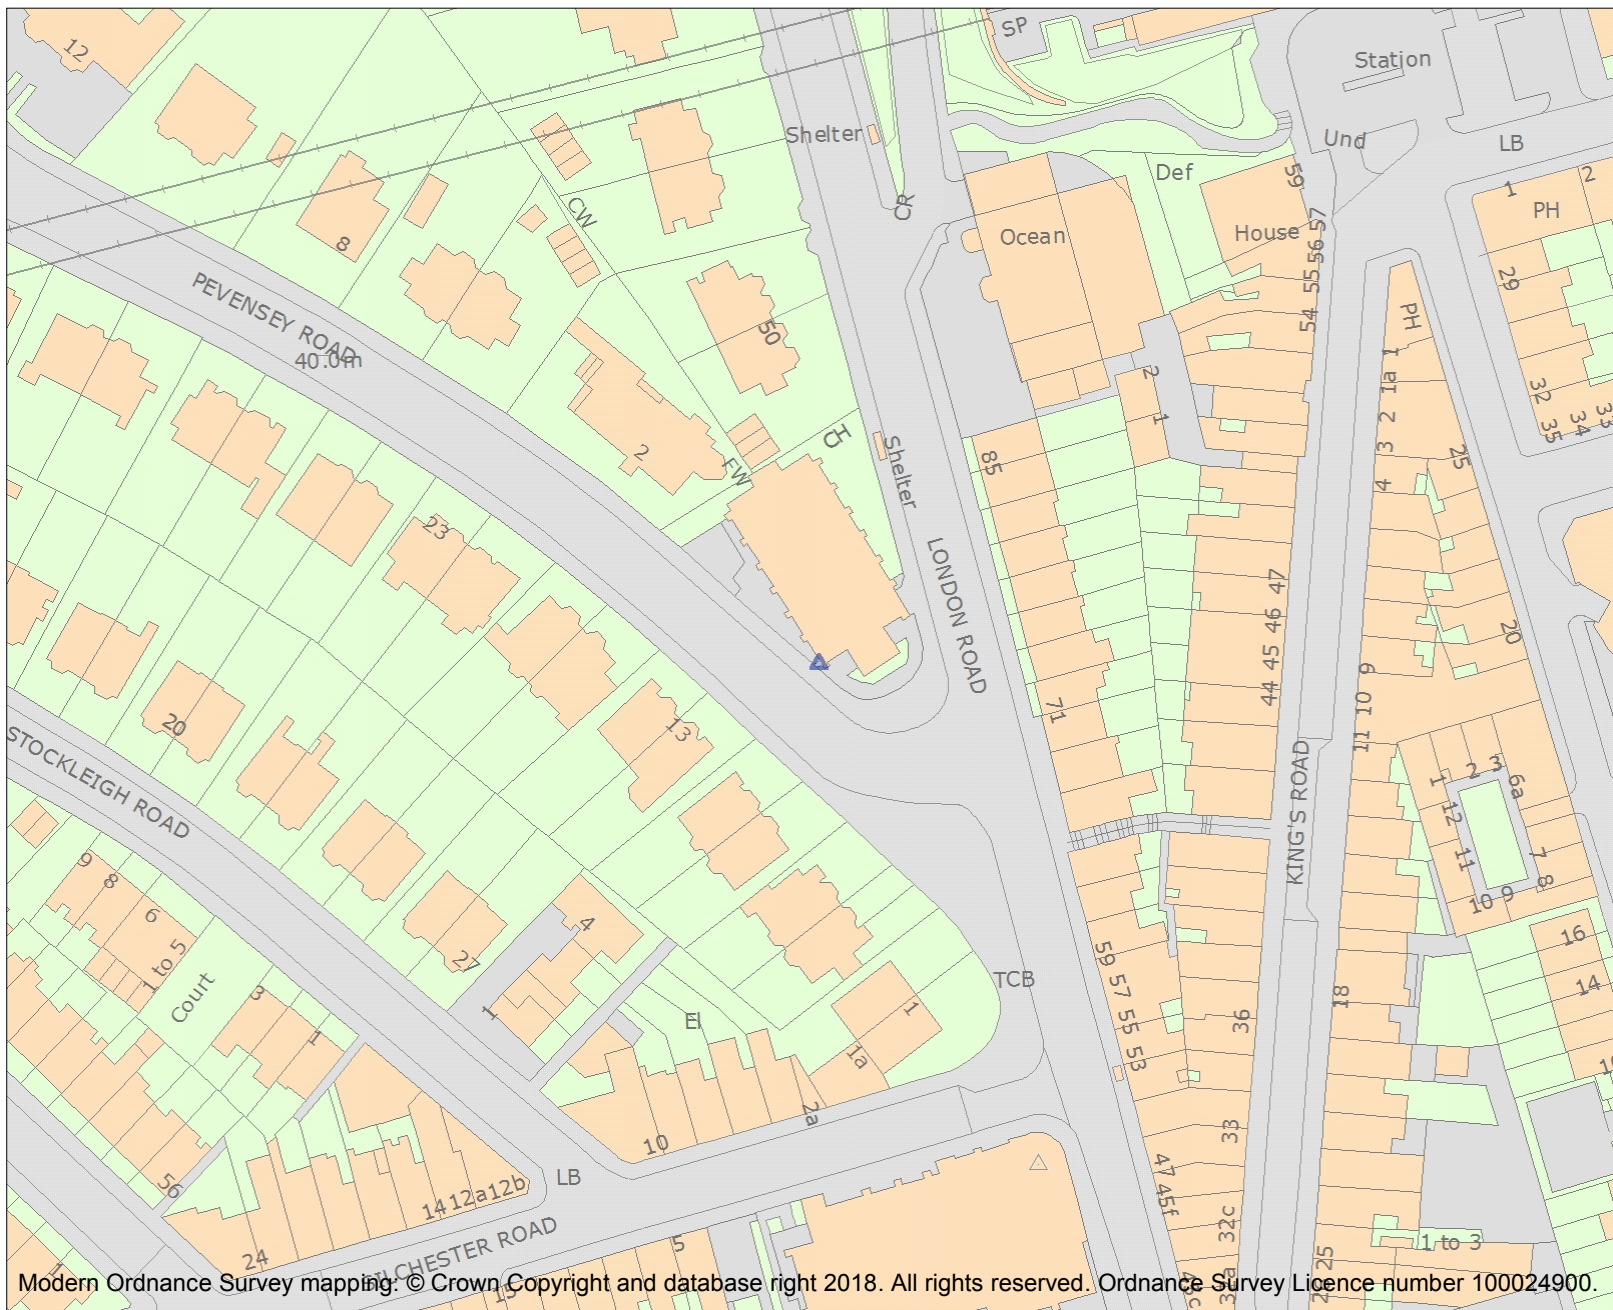 12
SP
Station
Shelter
Und
LB
Def
59
1
2
PH
CW
CR
8
Ocean
House
57
56
55
54
29
PEVENSEY ROAD
40.0m
50
PH
1
1a
2
3
4
2
1
32
35
34
33
25
2
CH
FW
Shelter
85
23
LONDON ROAD
47
46
45
44
20
9
10
11
71
13
20
STOCKLEIGH ROAD
KING'S ROAD
1
2
3
6a
12
11
7
8
10
9
9
8
6
1 to 5
Court
4
27
1
3
1
59
57
55
53
TCB
18
16
14
36
El
1
1a
2a
10
33
56
LB
14
12a
12b
24
47
45f
32c
SILCHESTER ROAD
5
15
25
1 to 3
1
Modern Ordnance Survey mapping: © Crown Copyright and database right 2018. All rights reserved. Ordnance Survey Licence number 100024900.